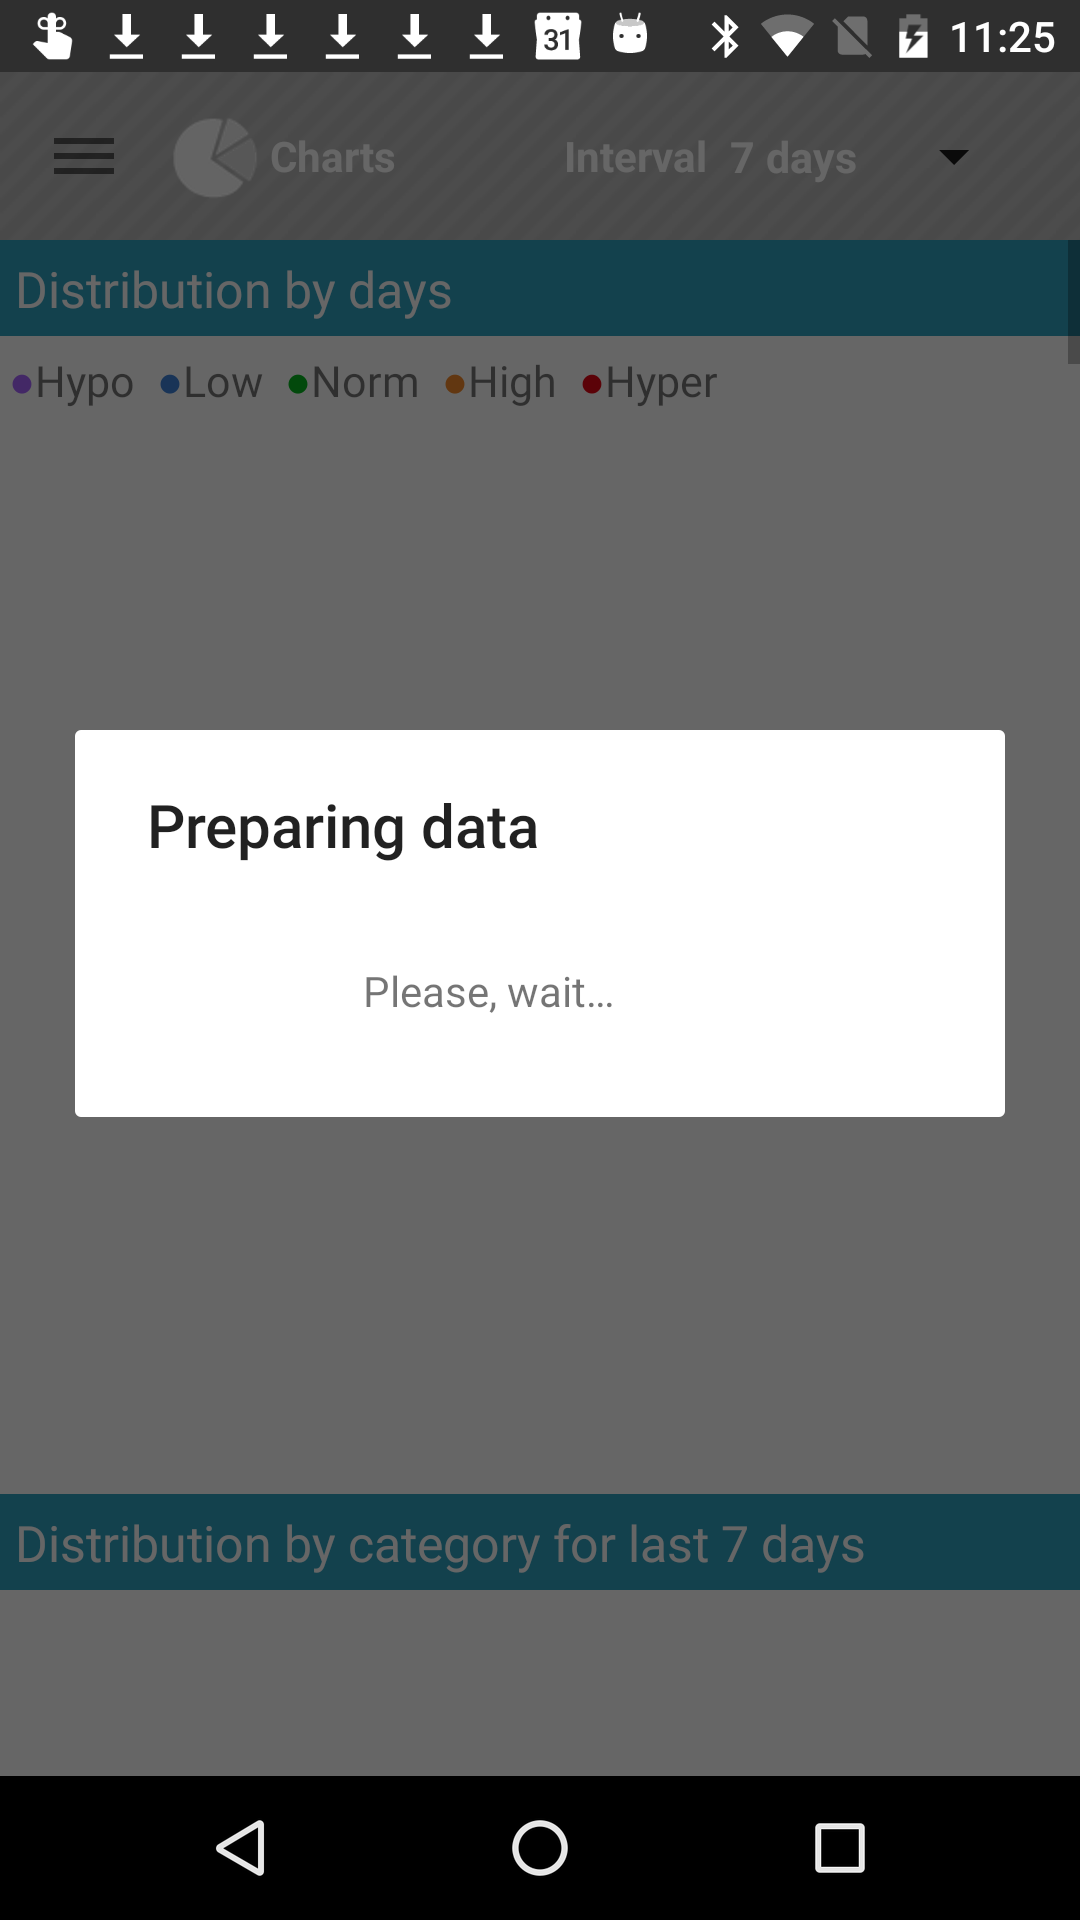 31 11:25
Charts Interval 7 days
Distribution by days
Hypo Low Norm High Hyper
Preparing data
Please, wait...
Distribution by category for last 7 days